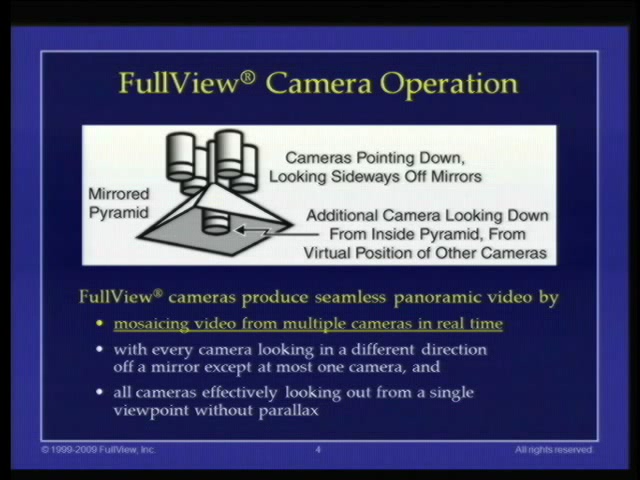 FullView® Camera Operation
Cameras Pointing Down,
Looking Sideways Off Mirrors
Mirrored
Pyramid
Additional Camera Looking Down
From Inside Pyramid, From
Virtual Position of Other Cameras
FullView® cameras produce seamless panoramic video by
• mosaicing video from multiple cameras in real time
• with every camera looking in a different direction
off a mirror except at most one camera, and
• all cameras effectively looking out from a single
viewpoint without parallax
© 1999-2009 FullView, Inc.
4
All rights reserved.